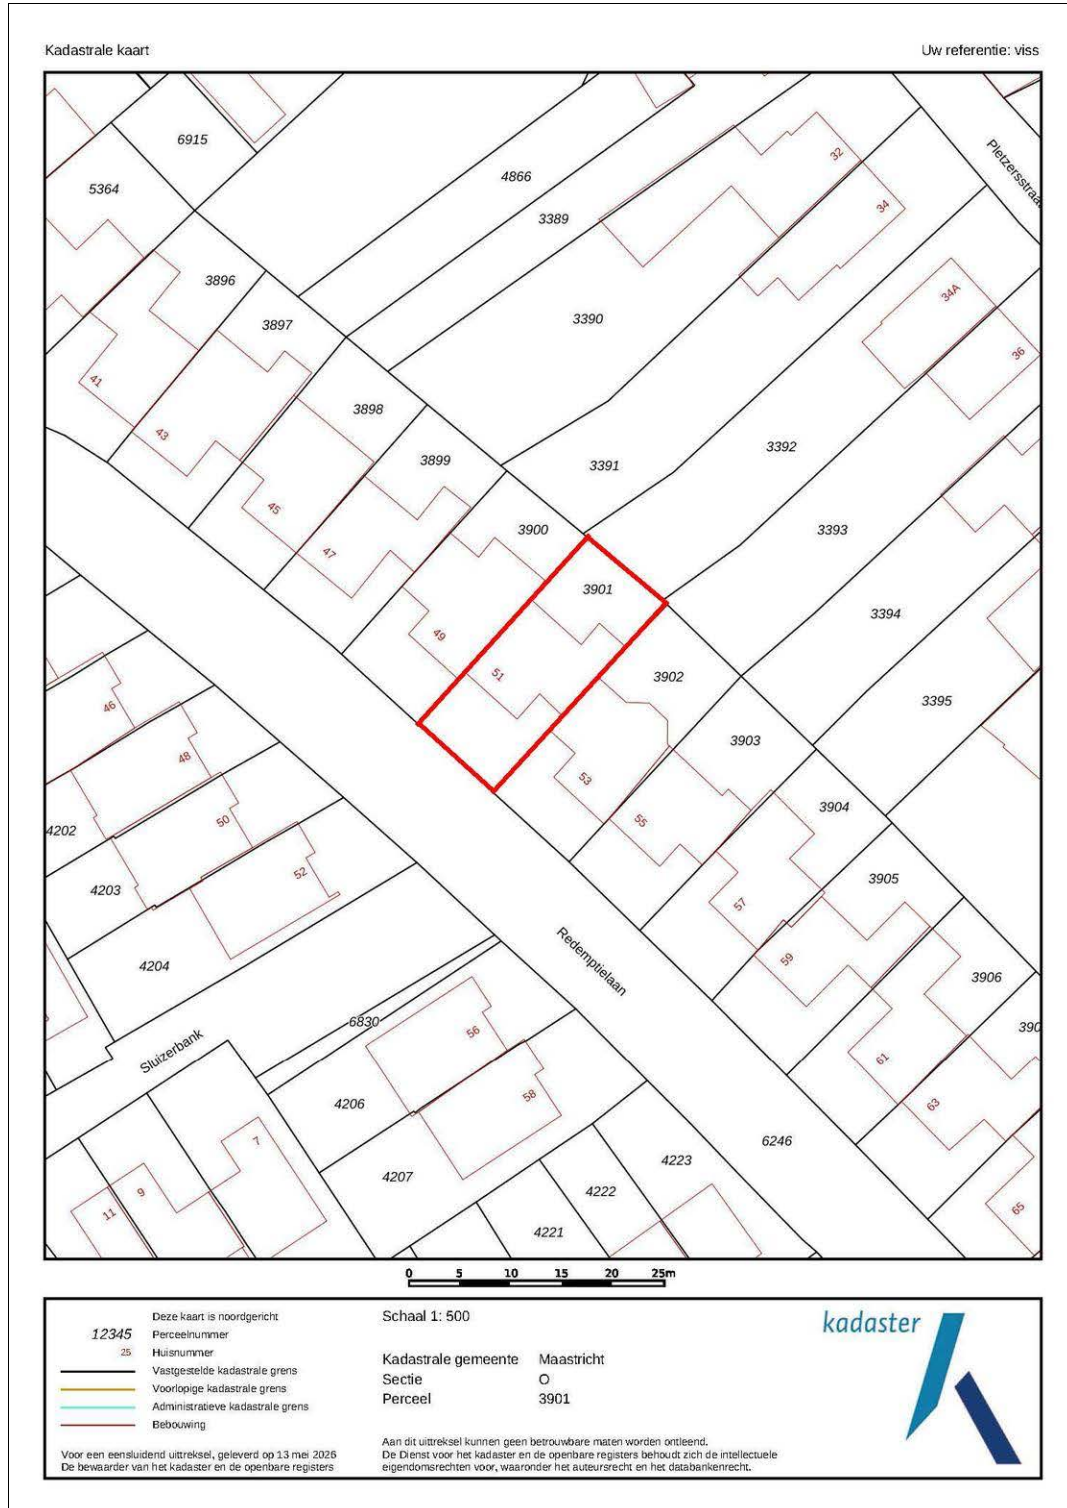 Kadastrale kaart
Uw referentie: viss
6915
5364
4866
3389
32
34
Pletzersstraat
3896
3897
3390
34A
36
41
43
3898
3899
3391
3392
45
47
3900
3393
3901
3394
49
51
3902
3395
46
48
53
3903
50
55
3904
4202
4203
52
57
3905
4204
59
Redemptielaan
3906
390
Sluizerbank
6830
56
61
4206
58
63
7
4207
4223
6246
9
11
4222
4221
65
0 5 10 15 20 25m
Deze kaart is noordgericht
12345 Perceelnummer
25 Huisnummer
Vastgestelde kadastrale grens
Voorlopige kadastrale grens
Administratieve kadastrale grens
Bebouwing
Voor een eensluidend uittreksel, geleverd op 13 mei 2026
De bewaarder van het kadaster en de openbare registers
Schaal 1: 500
Kadastrale gemeente Maastricht
Sectie O
Perceel 3901
Aan dit uittreksel kunnen geen betrouwbare maten worden ontleend.
De Dienst voor het kadaster en de openbare registers behoudt zich de intellectuele
eigendomsrechten voor, waaronder het auteursrecht en het databankenrecht.
kadaster